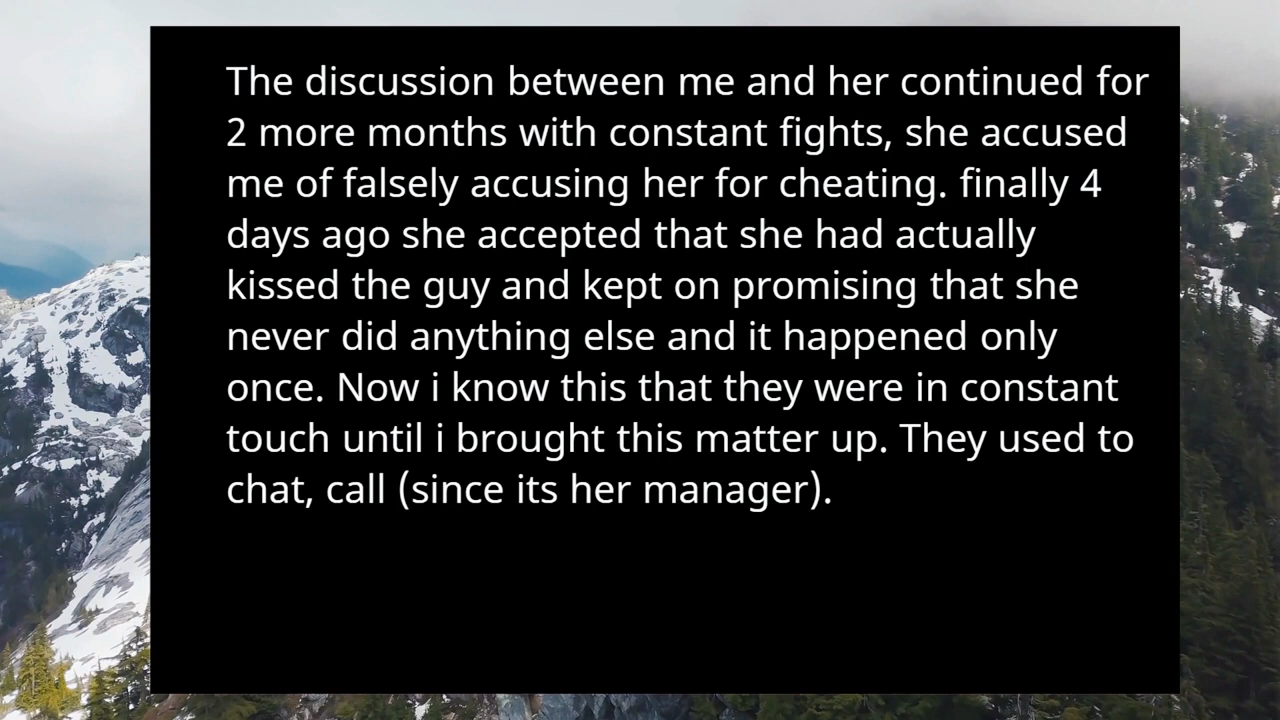 The discussion between me and her continued for
2 more months with constant fights, she accused
me of falsely accusing her for cheating. finally 4
days ago she accepted that she had actually
kissed the guy and kept on promising that she
never did anything else and it happened only
once. Now i know this that they were in constant
touch until i brought this matter up. They used to
chat, call (since its her manager).